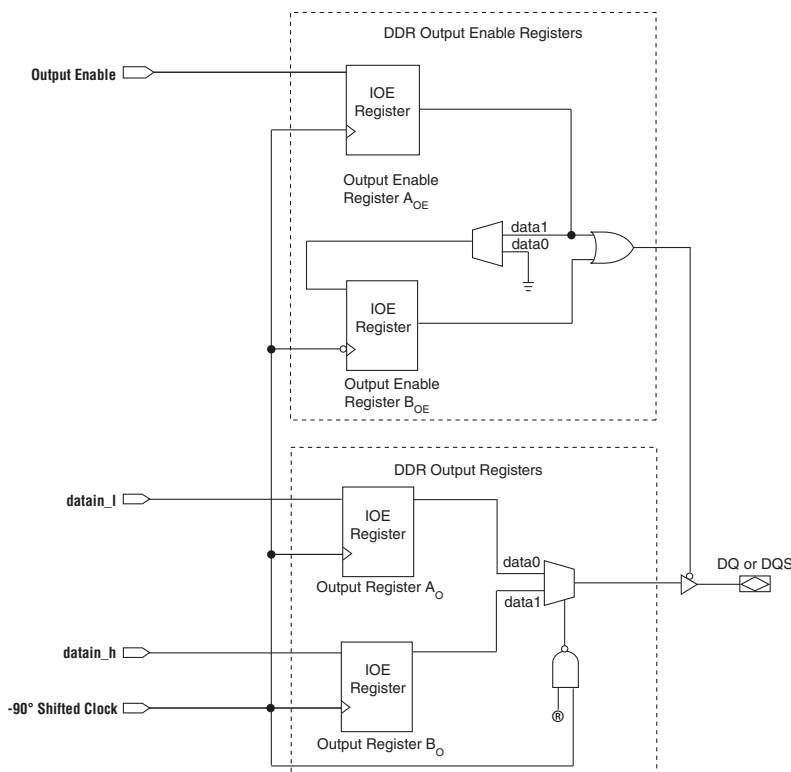 DDR Output Enable Registers
Output Enable
IOE
Register
Output Enable
Register A_OE
data1
data0
IOE
Register
Output Enable
Register B_OE
DDR Output Registers
datain_l
IOE
Register
data0
data1
DQ or DQS
Output Register A_O
datain_h
IOE
Register
-90° Shifted Clock
®
Output Register B_O